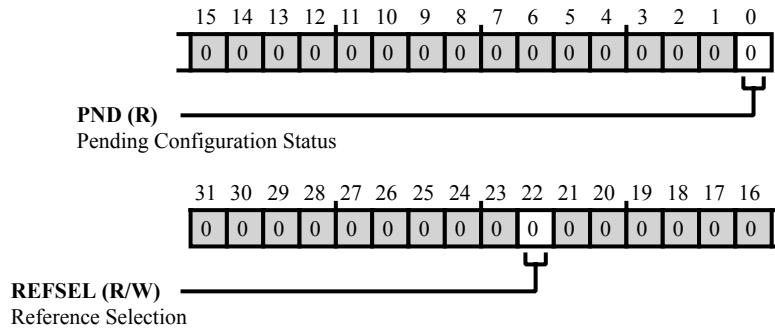 15 14 13 12 11 10 9 8 7 6 5 4 3 2 1 0
0 0 0 0 0 0 0 0 0 0 0 0 0 0 0 0
PND (R)
Pending Configuration Status
31 30 29 28 27 26 25 24 23 22 21 20 19 18 17 16
0 0 0 0 0 0 0 0 0 0 0 0 0 0 0 0
REFSEL (R/W)
Reference Selection